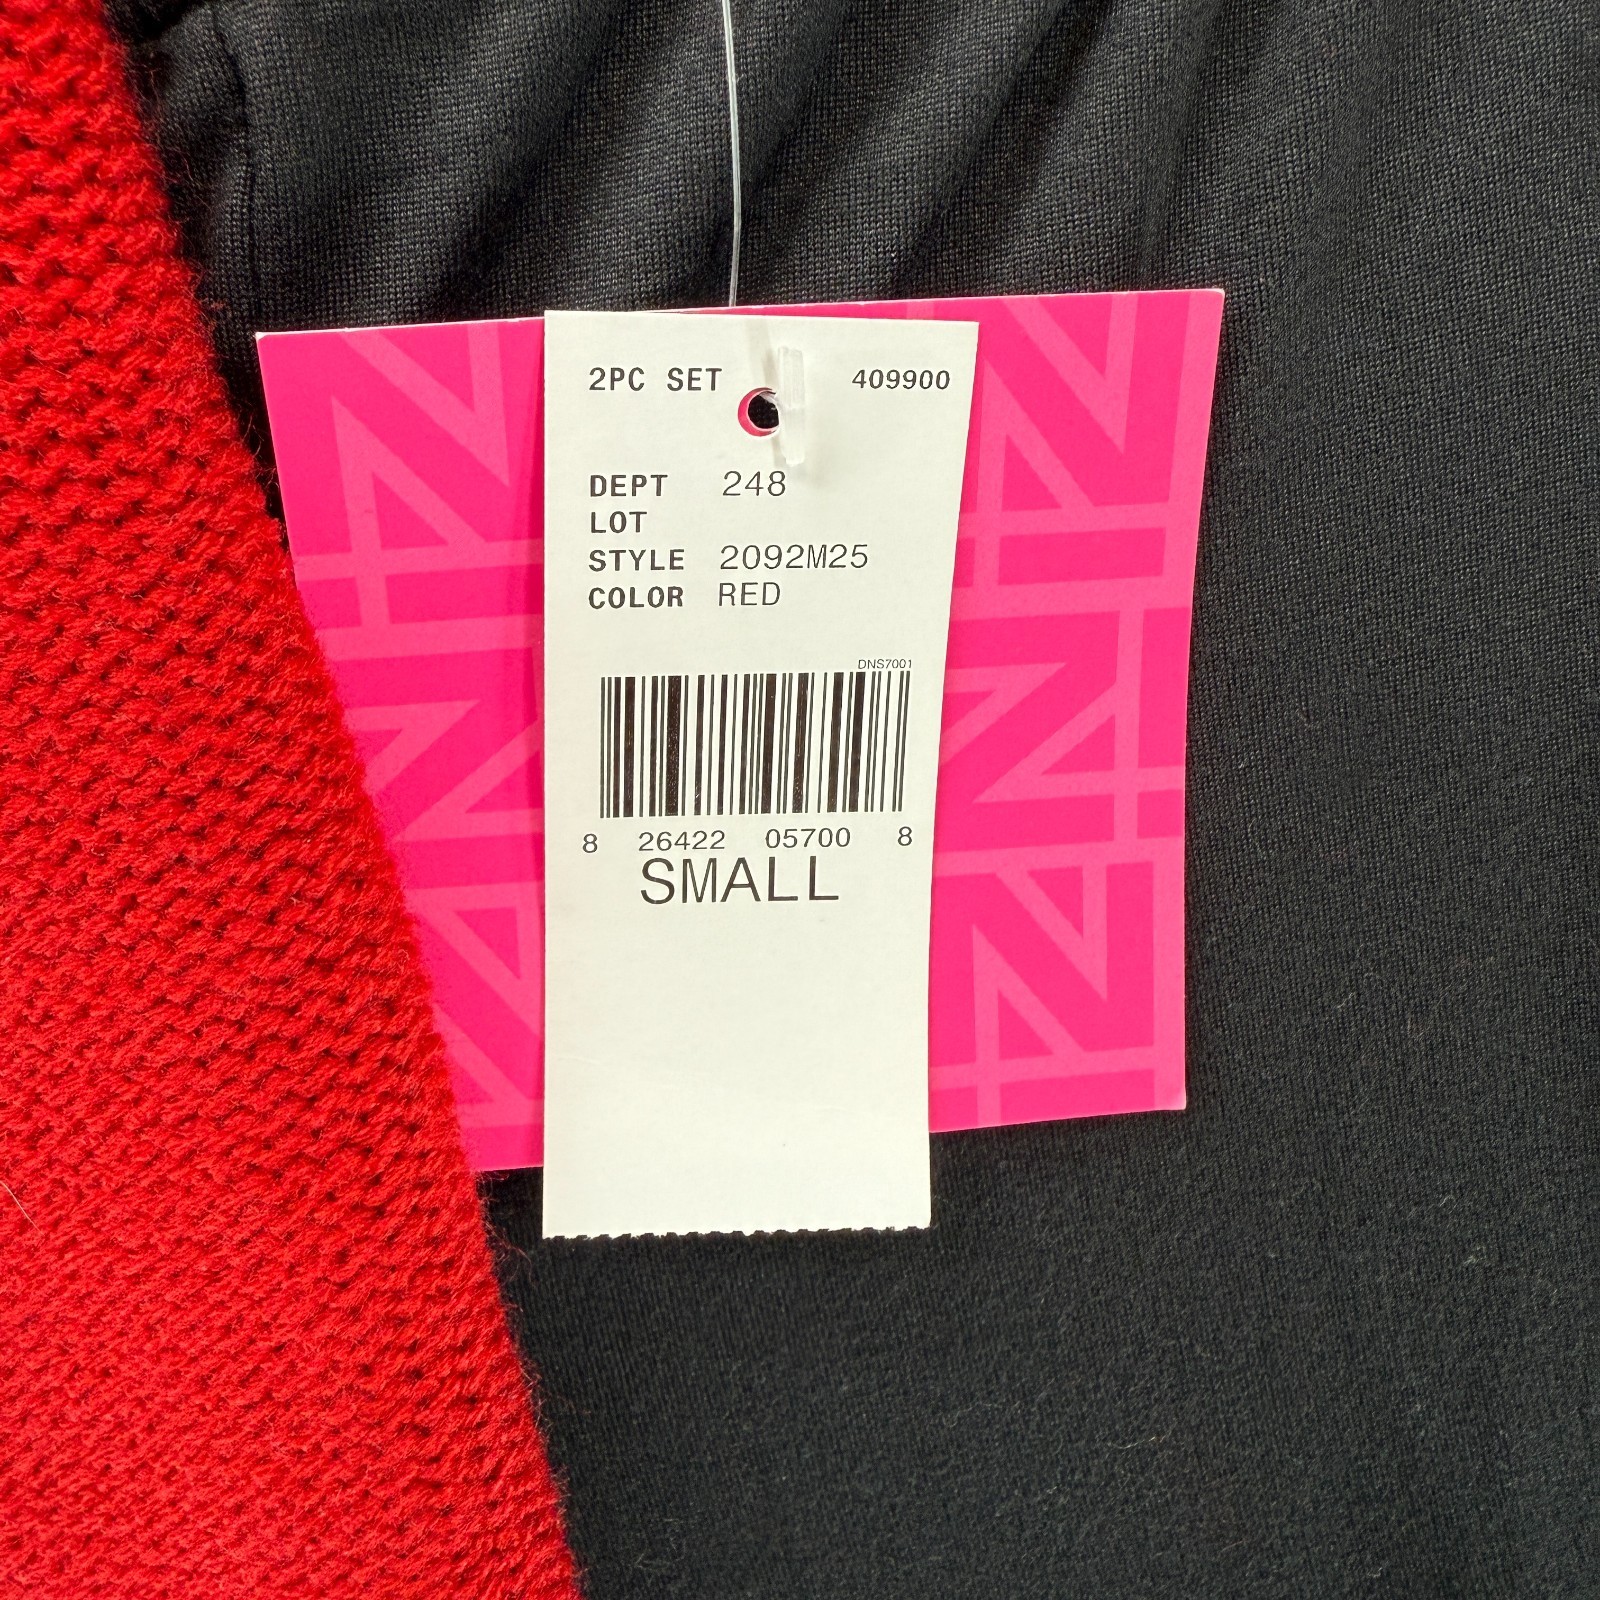 2PC SET 409900
DEPT 248
LOT
STYLE 2092M25
COLOR RED
DNS7001
8 26422 05700 8
SMALL